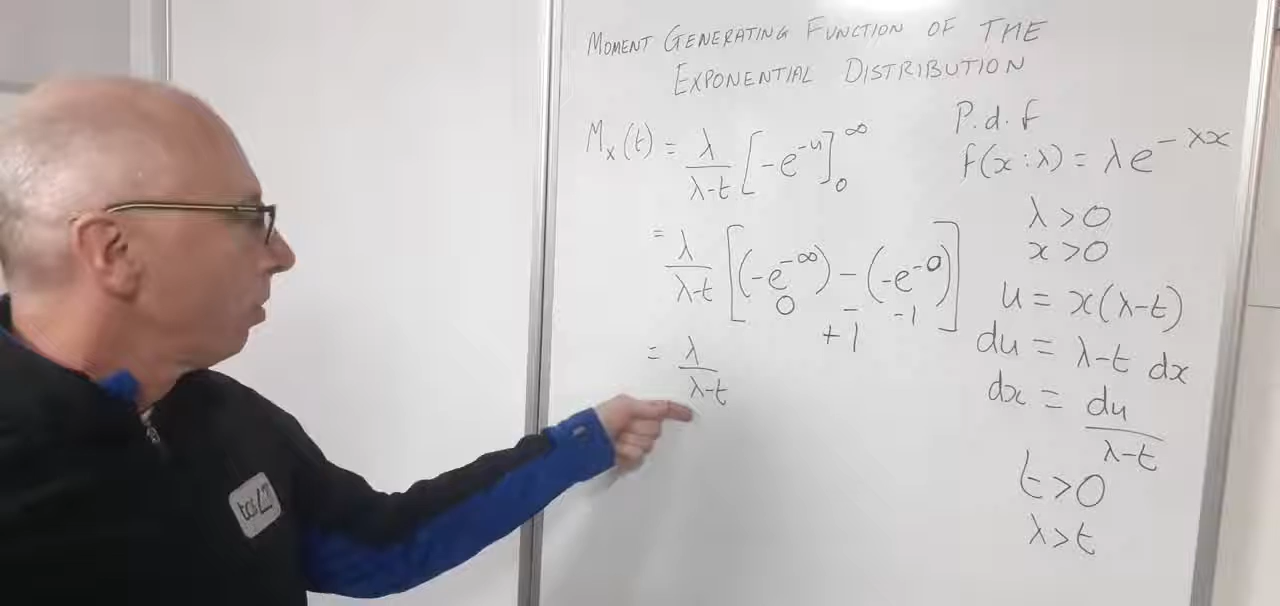 MOMENT GENERATING FUNCTION OF THE
EXPONENTIAL DISTRIBUTION
Mₓ(t) = λ/(λ-t) [-e^{-u}]_0^∞
= λ/(λ-t) [(-e^{-∞}) - (-e^{-0})]
0 - -1
+1
= λ/(λ-t)
P.d.f
f(x:λ) = λe^{-λx}
λ>0
x>0
u = x(λ-t)
du = λ-t dx
dx = du/(λ-t)
t>0
λ>t